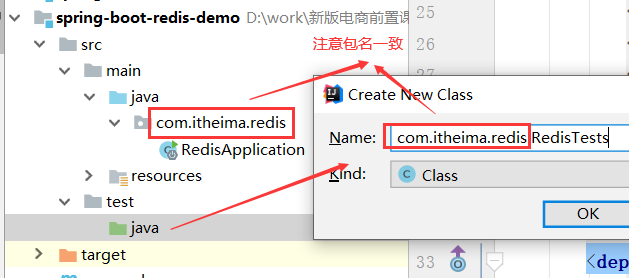 spring-boot-redis-demo D:\work\新版电商前置课
src
注意包名一致
main
java
com.itheima.redis
RedisApplication
resources
test
java
target
25
26
Create New Class
Name: com.itheima.redis.RedisTests
Kind: Class
OK
33
<dep